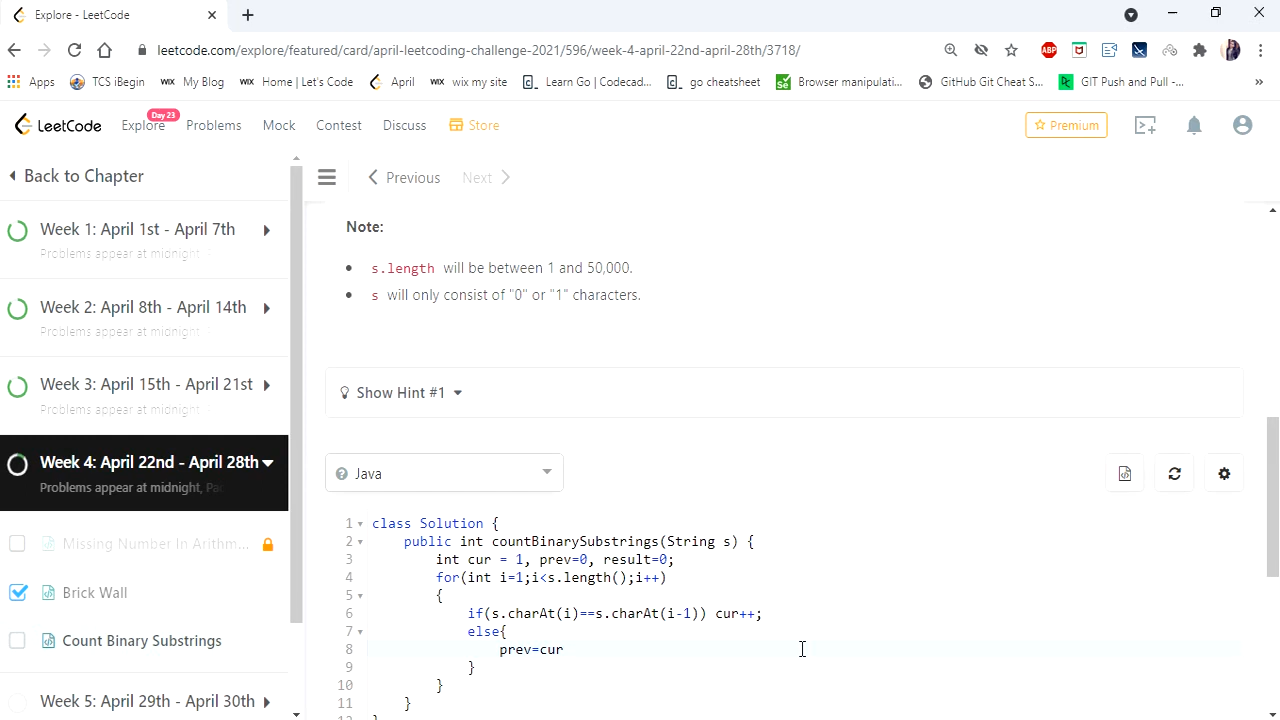 Explore - LeetCode
leetcode.com/explore/featured/card/april-leetcoding-challenge-2021/596/week-4-april-22nd-april-28th/3718/
ABP
Apps TCS iBegin WIX My Blog WIX Home | Let's Code April WIX wix my site Learn Go | Codecad... go cheatsheet Browser manipulati... GitHub Git Cheat S... GIT Push and Pull -... »
LeetCode Explore Day 23 Problems Mock Contest Discuss Store Premium
Back to Chapter
Previous Next
Week 1: April 1st - April 7th
Problems appear at midnight
Week 2: April 8th - April 14th
Problems appear at midnight
Week 3: April 15th - April 21st
Problems appear at midnight
Week 4: April 22nd - April 28th
Problems appear at midnight, Pac
Missing Number In Arithm...
Brick Wall
Count Binary Substrings
Week 5: April 29th - April 30th
Note:
s.length will be between 1 and 50,000.
s will only consist of "0" or "1" characters.
Show Hint #1
Java
1 class Solution {
2 public int countBinarySubstrings(String s) {
3 int cur = 1, prev=0, result=0;
4 for(int i=1;i<s.length();i++)
5 {
6 if(s.charAt(i)==s.charAt(i-1)) cur++;
7 else{
8 prev=cur
9 }
10 }
11 }
12 }